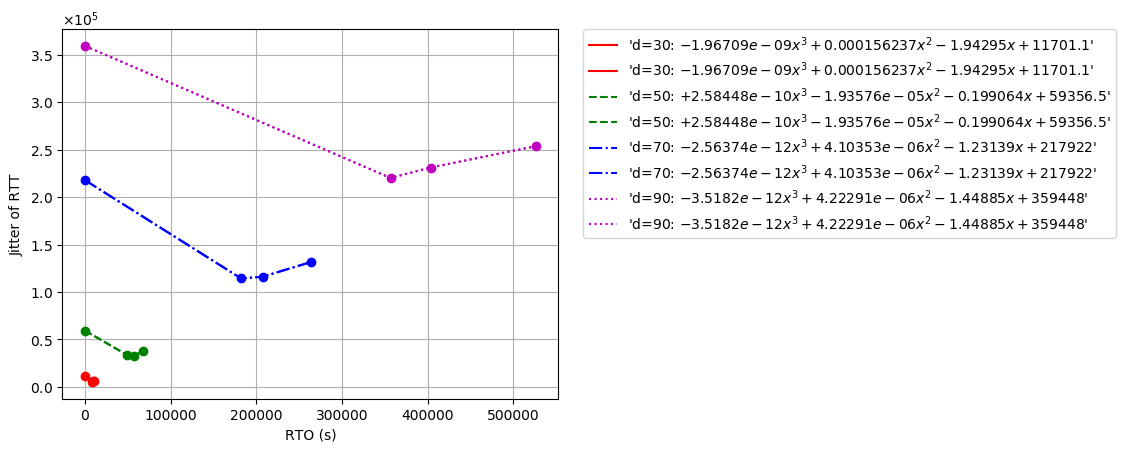 ×10⁵
3.5
3.0
2.5
2.0
1.5
1.0
0.5
0.0
Jitter of RTT
0 100000 200000 300000 400000 500000
RTO (s)
'd=30: −1.96709e − 09x³ + 0.000156237x² − 1.94295x + 11701.1'
'd=30: −1.96709e − 09x³ + 0.000156237x² − 1.94295x + 11701.1'
'd=50: +2.58448e − 10x³ − 1.93576e − 05x² − 0.199064x + 59356.5'
'd=50: +2.58448e − 10x³ − 1.93576e − 05x² − 0.199064x + 59356.5'
'd=70: −2.56374e − 12x³ + 4.10353e − 06x² − 1.23139x + 217922'
'd=70: −2.56374e − 12x³ + 4.10353e − 06x² − 1.23139x + 217922'
'd=90: −3.5182e − 12x³ + 4.22291e − 06x² − 1.44885x + 359448'
'd=90: −3.5182e − 12x³ + 4.22291e − 06x² − 1.44885x + 359448'